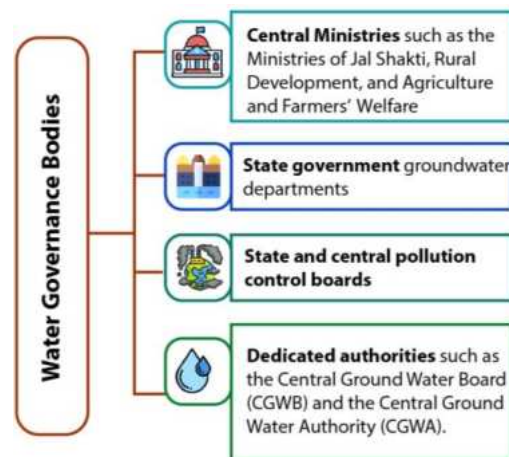 Water Governance Bodies
Central Ministries such as the
Ministries of Jal Shakti, Rural
Development, and Agriculture
and Farmers’ Welfare
State government groundwater
departments
State and central pollution
control boards
Dedicated authorities such as
the Central Ground Water Board
(CGWB) and the Central Ground
Water Authority (CGWA).